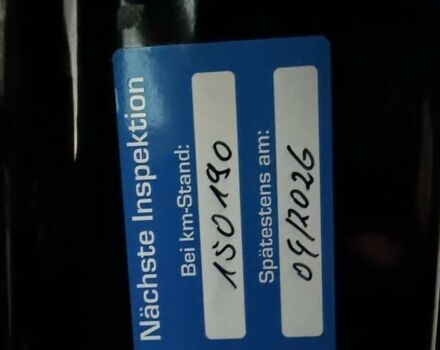 Nächste Inspektion
Bei km-Stand:
150190
Spätestens am:
09/2026